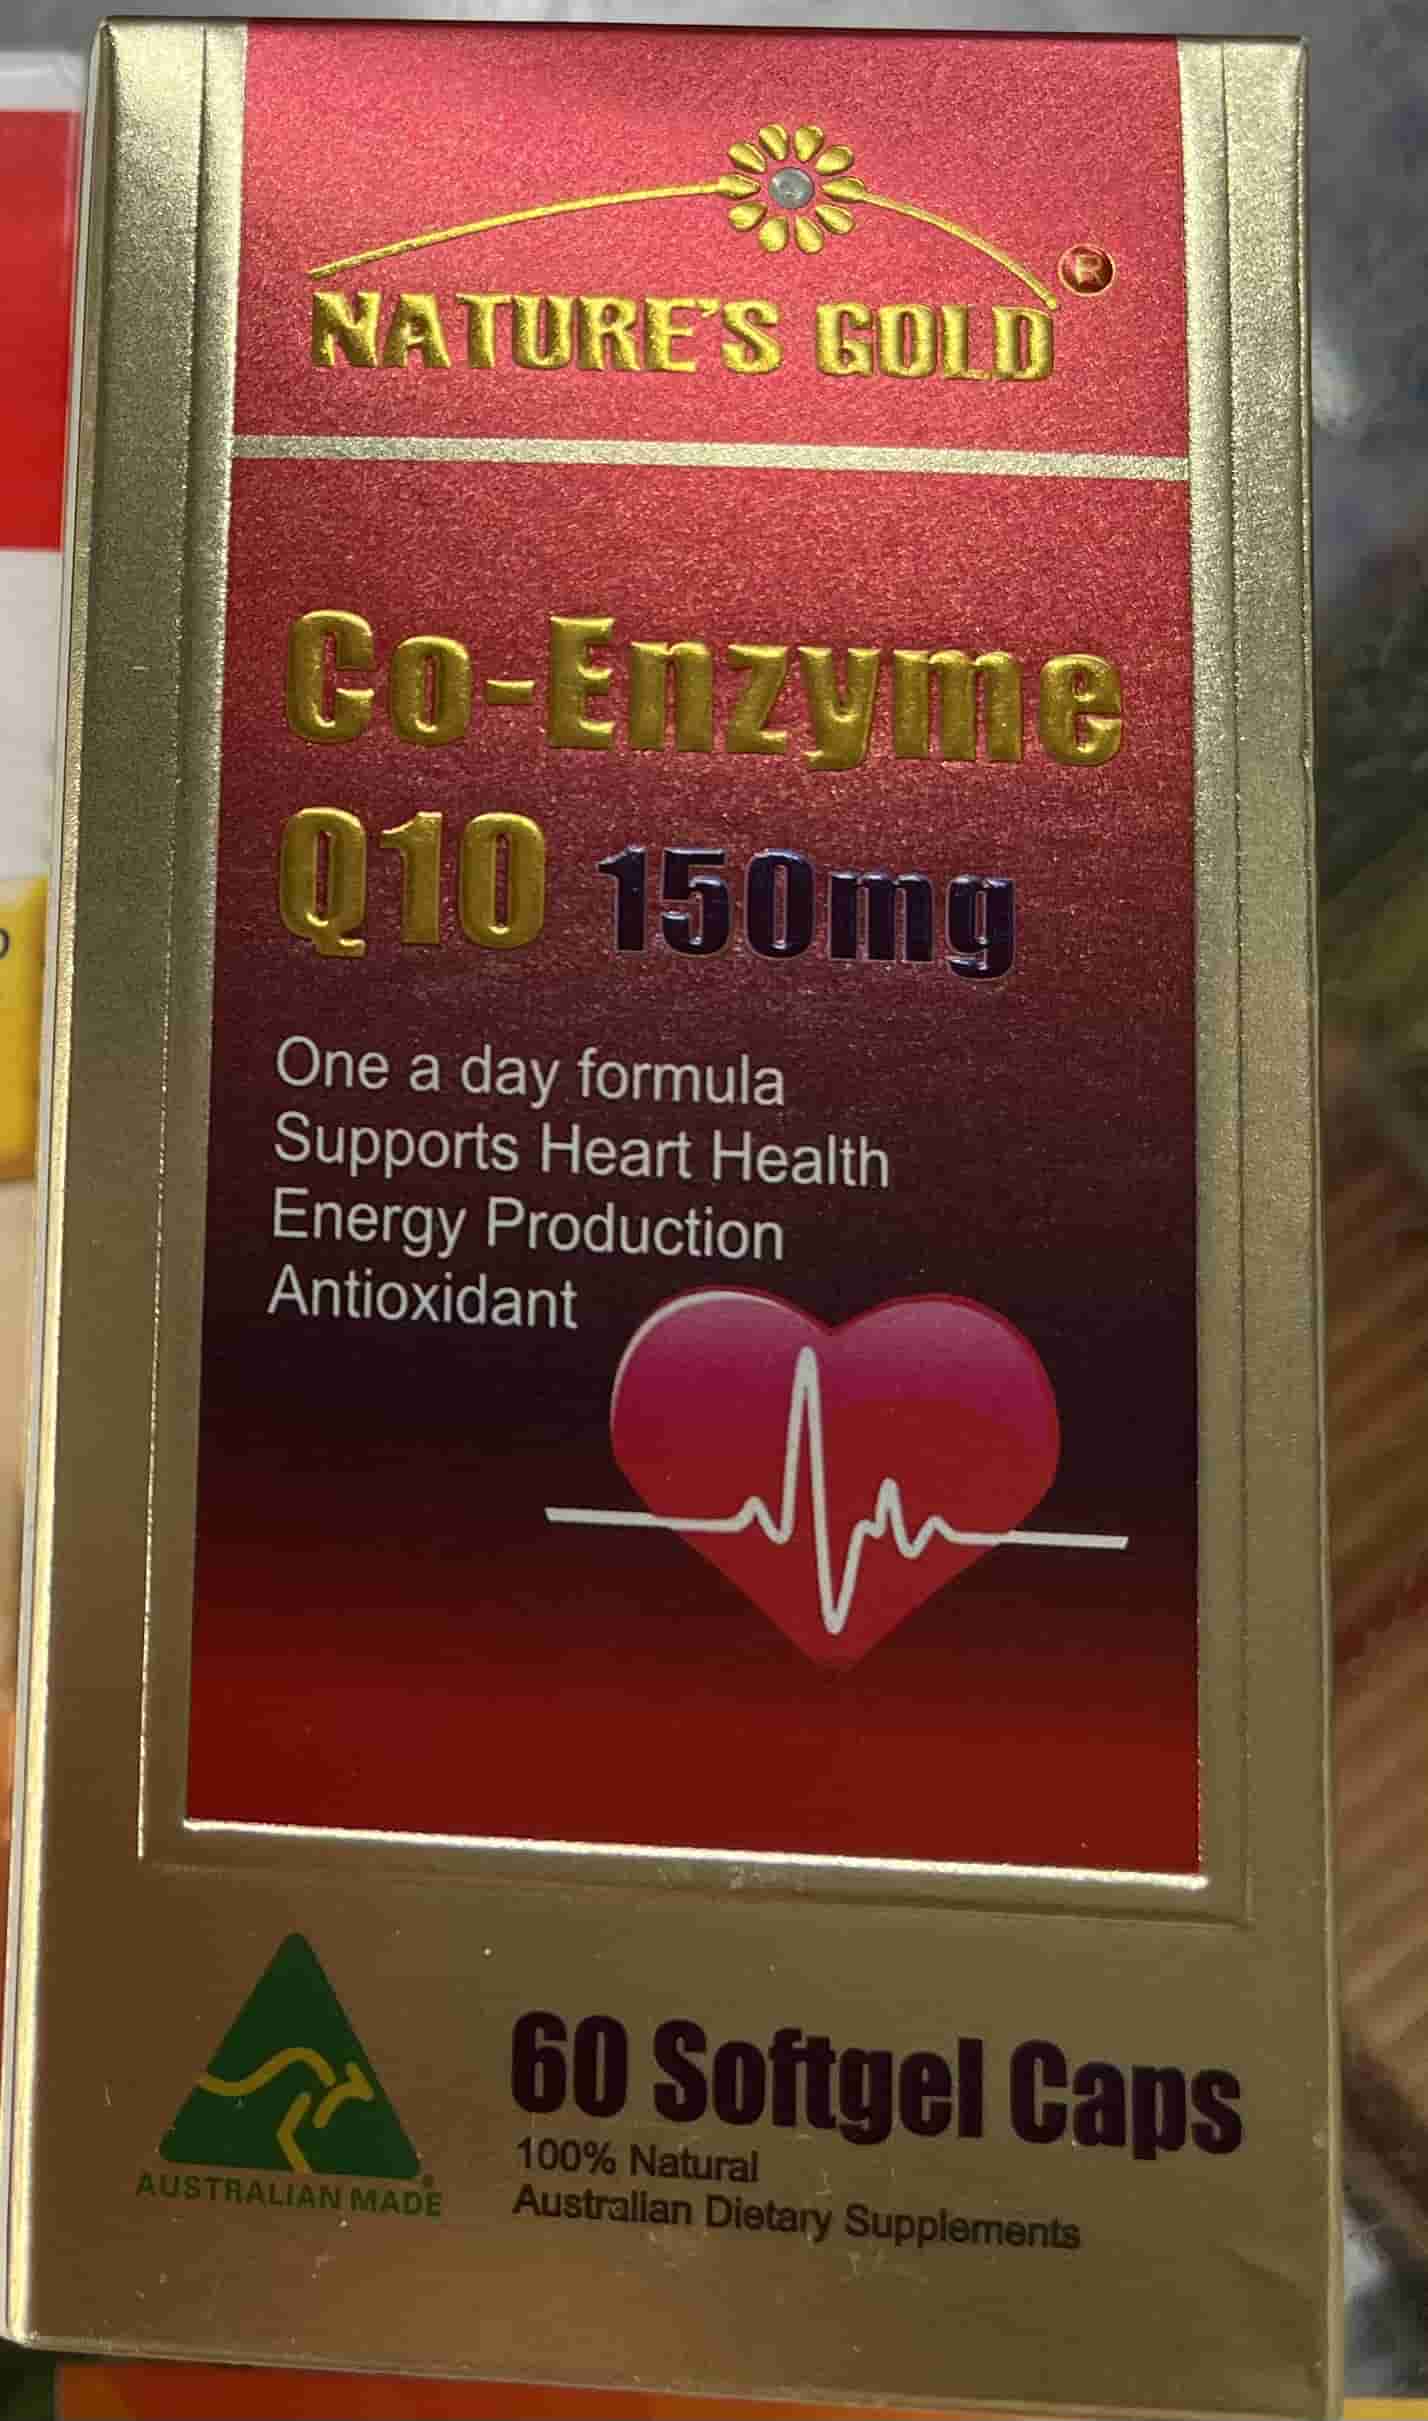 NATURE'S GOLD ®
Co-Enzyme
Q10 150mg
One a day formula
Supports Heart Health
Energy Production
Antioxidant
60 Softgel Caps
100% Natural
Australian Dietary Supplements
AUSTRALIAN MADE